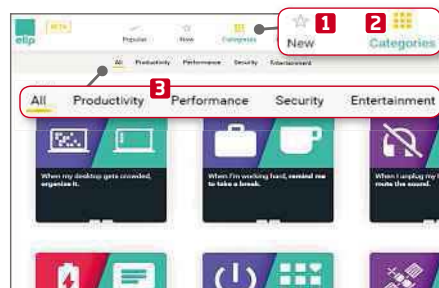 elip
BETA
Popular
New
Categories
1
New
2
Categories
All Productivity Performance Security Entertainment
3
All Productivity Performance Security Entertainment
When my desktop gets crowded,
organize it.
When I'm working hard, remind me
to take a break.
When I unplug my
route the sound.